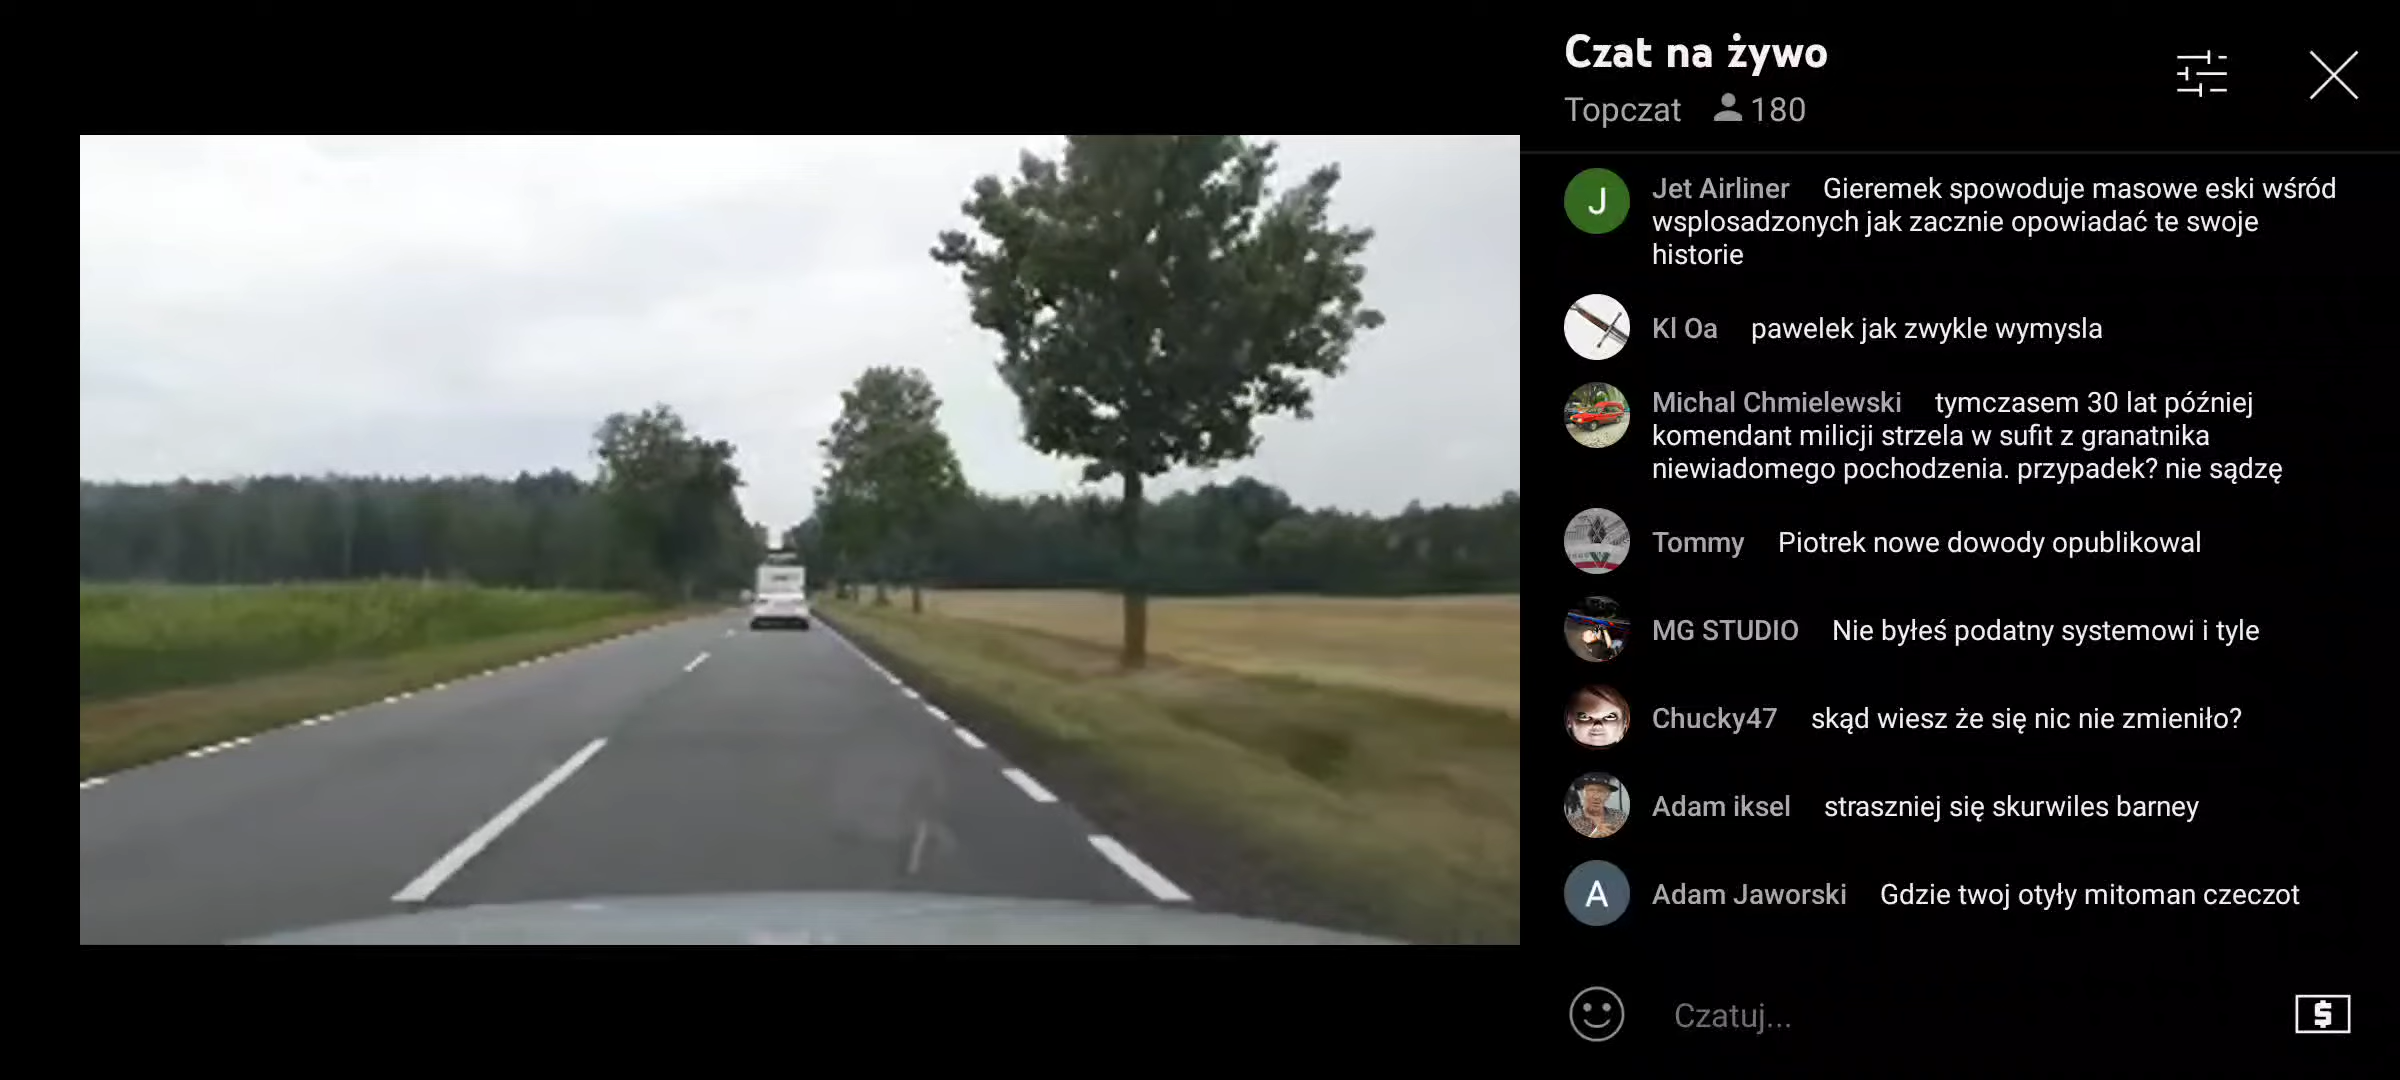 Czat na żywo
Topczat 180
J Jet Airliner Gieremek spowoduje masowe eski wśród
wsplosadzonych jak zacznie opowiadać te swoje
historie
Kl Oa pawelek jak zwykle wymysla
Michal Chmielewski tymczasem 30 lat później
komendant milicji strzela w sufit z granatnika
niewiadomego pochodzenia. przypadek? nie sądzę
Tommy Piotrek nowe dowody opublikowal
MG STUDIO Nie byłeś podatny systemowi i tyle
Chucky47 skąd wiesz że się nic nie zmieniło?
Adam iksel straszniej się skurwiles barney
A Adam Jaworski Gdzie twoj otyły mitoman czeczot
Czatuj...
$